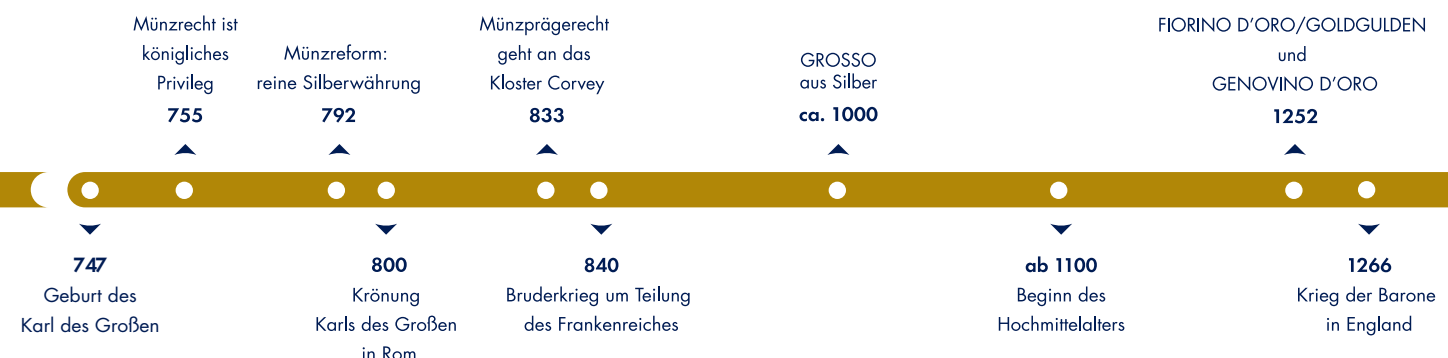 Münzrecht ist
königliches
Privileg
755
Münzreform:
reine Silberwährung
792
Münzprägerecht
geht an das
Kloster Corvey
833
GROSSO
aus Silber
ca. 1000
FIORINO D’ORO/GOLDGULDEN
und
GENOVINO D’ORO
1252
747
Geburt des
Karl des Großen
800
Krönung
Karls des Großen
in Rom
840
Bruderkrieg um Teilung
des Frankenreiches
ab 1100
Beginn des
Hochmittelalters
1266
Krieg der Barone
in England